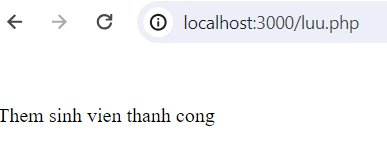 localhost:3000/luu.php
Them sinh vien thanh cong